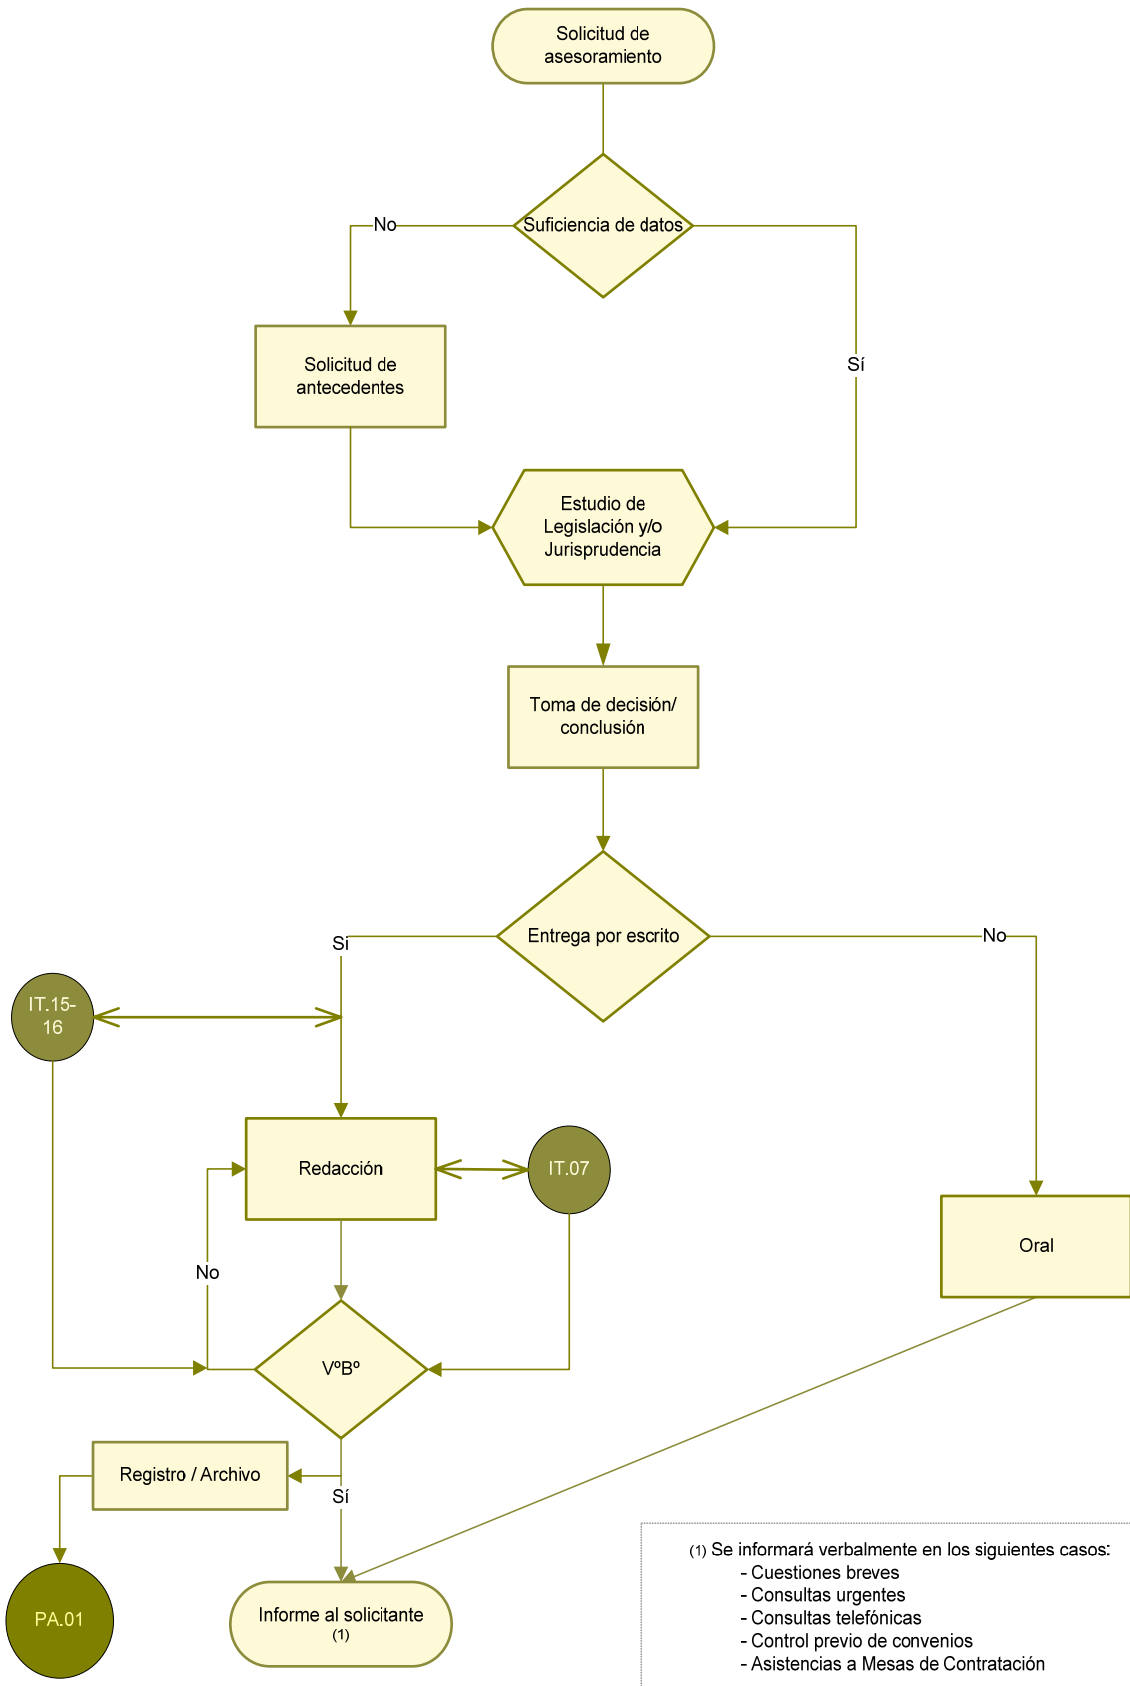 Solicitud de
asesoramiento
Suficiencia de datos
No
Sí
Solicitud de
antecedentes
Estudio de
Legislación y/o
Jurisprudencia
Toma de decisión/
conclusión
Entrega por escrito
Sí
No
IT.15-
16
Redacción
IT.07
Oral
No
VºBº
Registro / Archivo
Sí
PA.01
Informe al solicitante
(1)
(1) Se informará verbalmente en los siguientes casos:
- Cuestiones breves
- Consultas urgentes
- Consultas telefónicas
- Control previo de convenios
- Asistencias a Mesas de Contratación